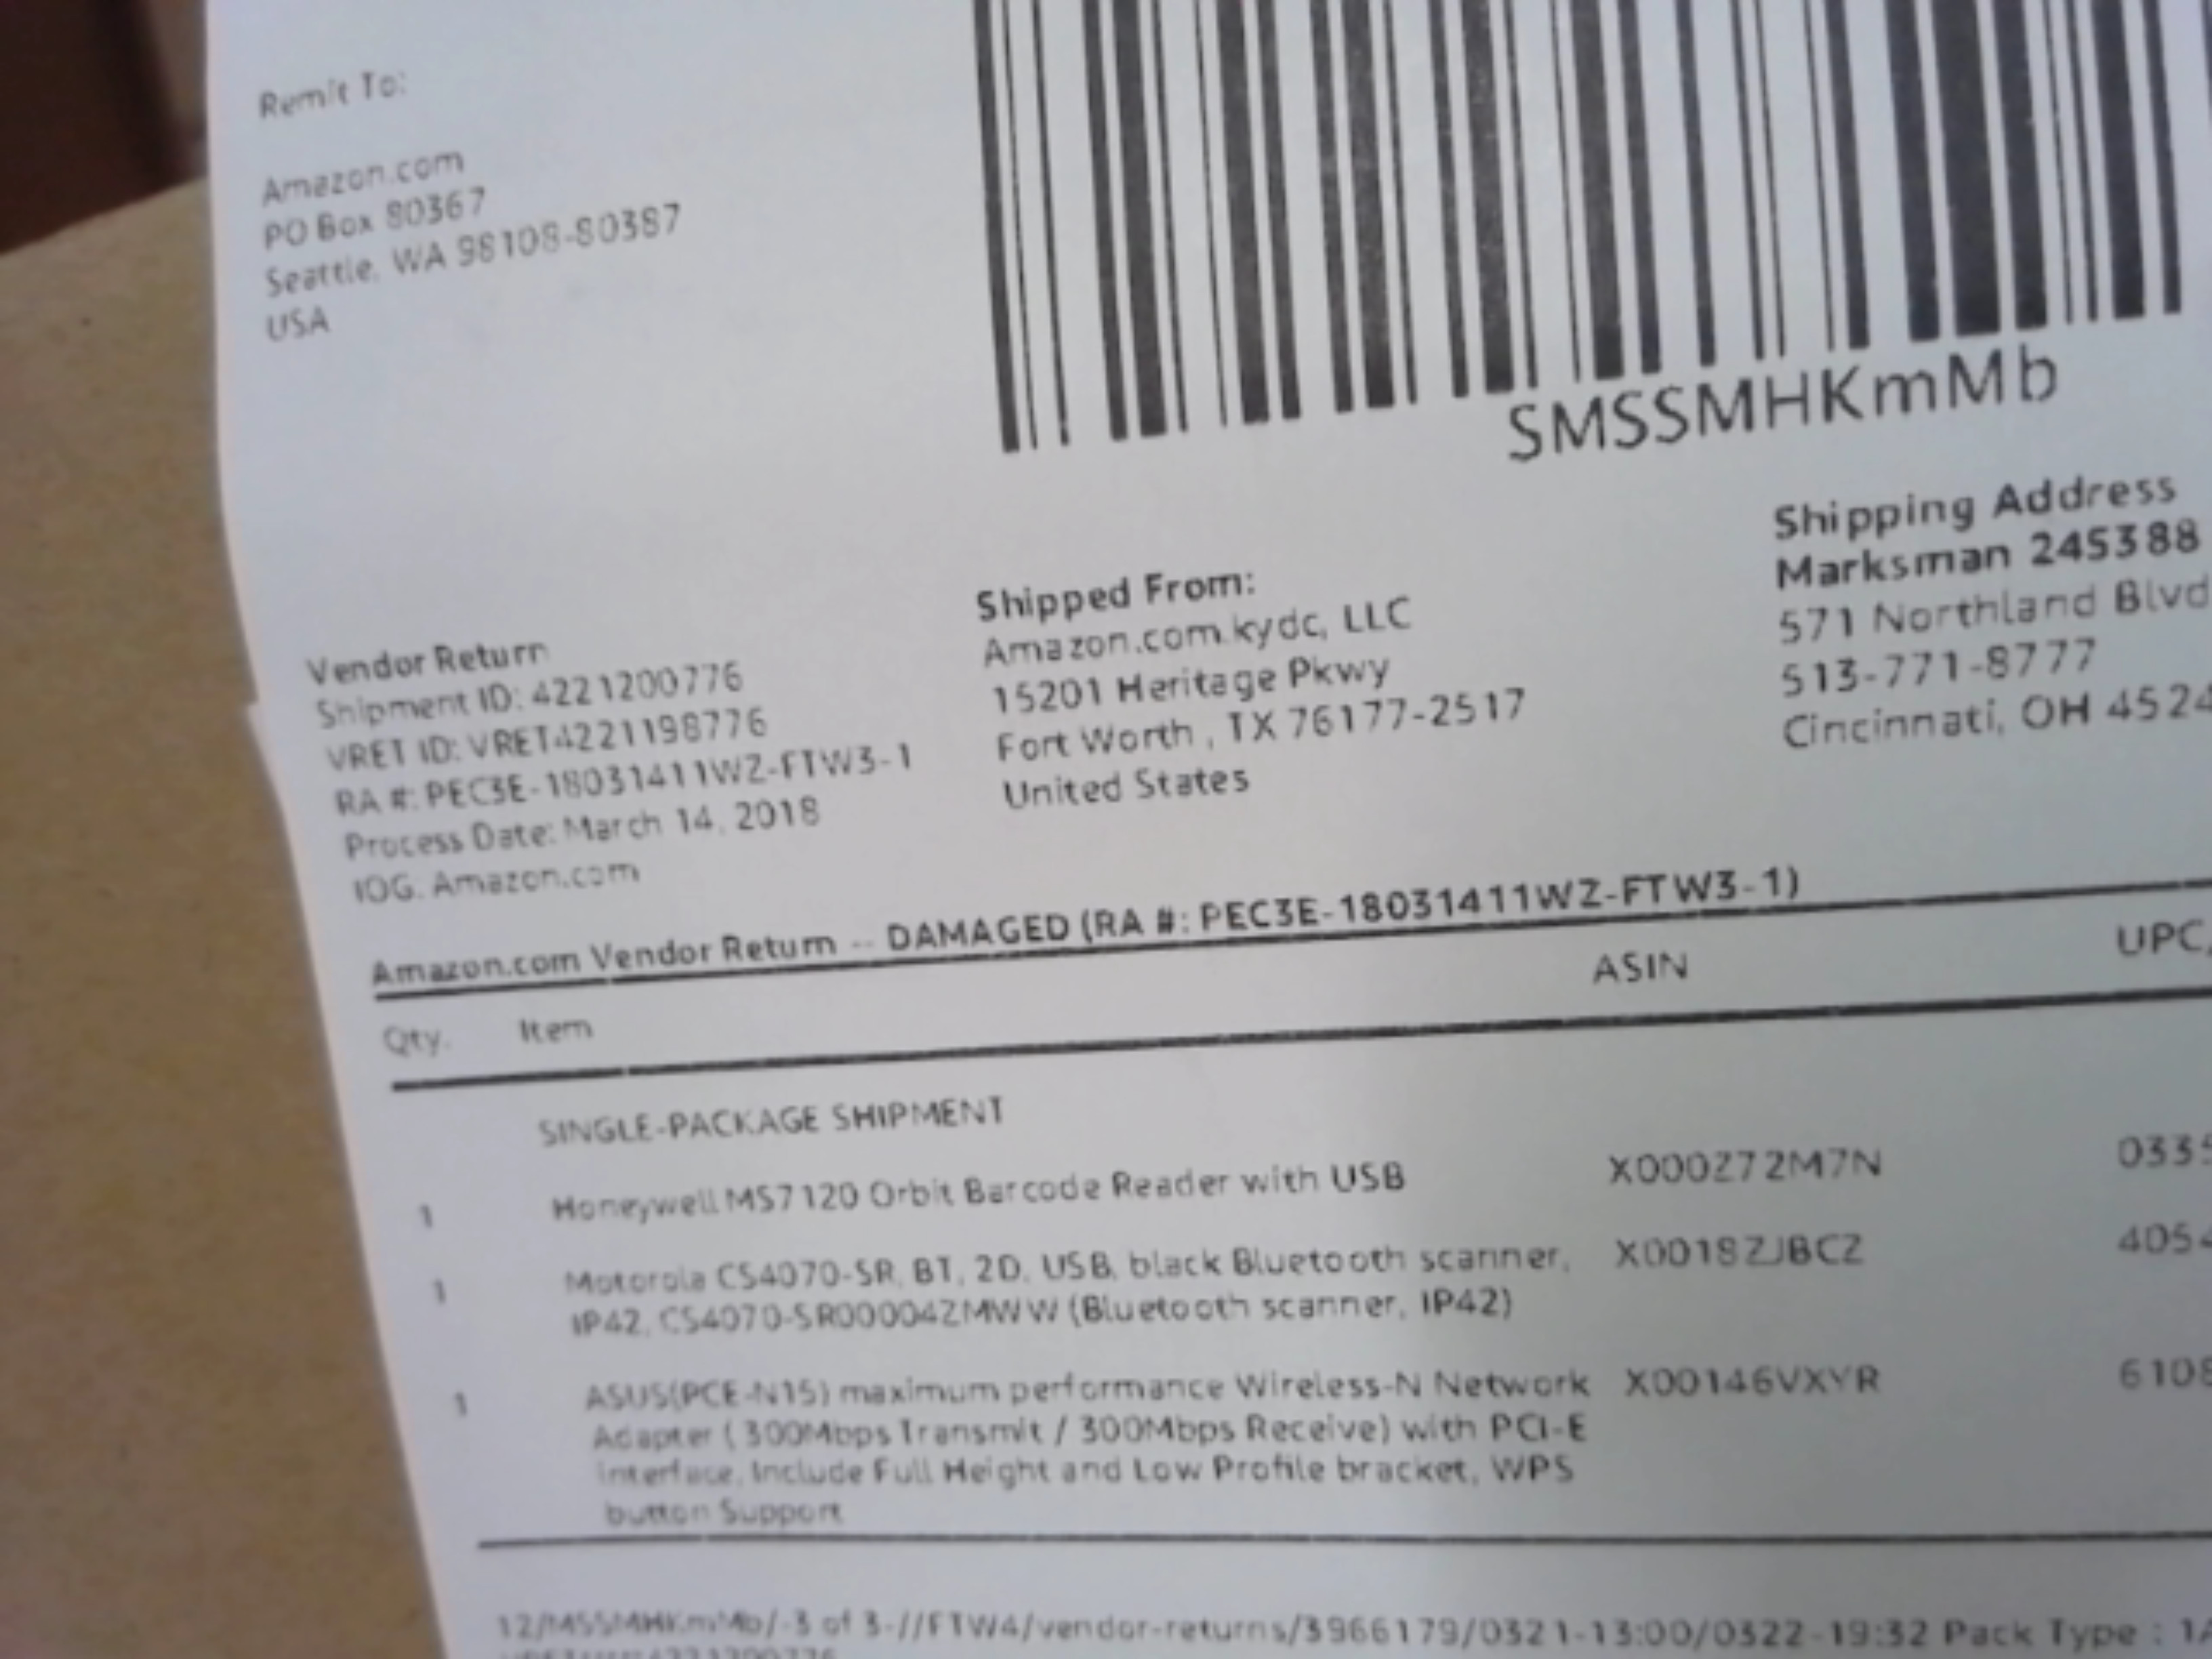 Remit To:
Amazon.com
PO Box 80367
Seattle, WA 98108-80387
USA
SMSSMHKmMb
Vendor Return
Shipment ID: 4221200776
VRET ID: VRET4221198776
RA #: PEC3E-18031411WZ-FTW3-1
Process Date: March 14, 2018
IOG. Amazon.com
Shipped From:
Amazon.com.kydc, LLC
15201 Heritage Pkwy
Fort Worth , TX 76177-2517
United States
Shipping Address
Marksman 245388
571 Northland Blvd
513-771-8777
Cincinnati, OH 4524
Amazon.com Vendor Return -- DAMAGED (RA #: PEC3E-18031411WZ-FTW3-1)
Qty. Item ASIN UPC,
SINGLE-PACKAGE SHIPMENT
1 Honeywell MS7120 Orbit Barcode Reader with USB X000272M7N 0335
1 Motorola CS4070-SR, BT, 2D, USB, black Bluetooth scanner, X0018ZJBCZ 4054
IP42, CS4070-SR00004ZMWW (Bluetooth scanner, IP42)
1 ASUS(PCE-N15) maximum performance Wireless-N Network X00146VXYR 6108
Adapter ( 300Mbps Transmit / 300Mbps Receive) with PCI-E
interface, Include Full Height and Low Profile bracket, WPS
button Support
12/MSSMHKmMb/-3 of 3-//FTW4/vendor-returns/3966179/0321-13:00/0322-19:32 Pack Type : 1A